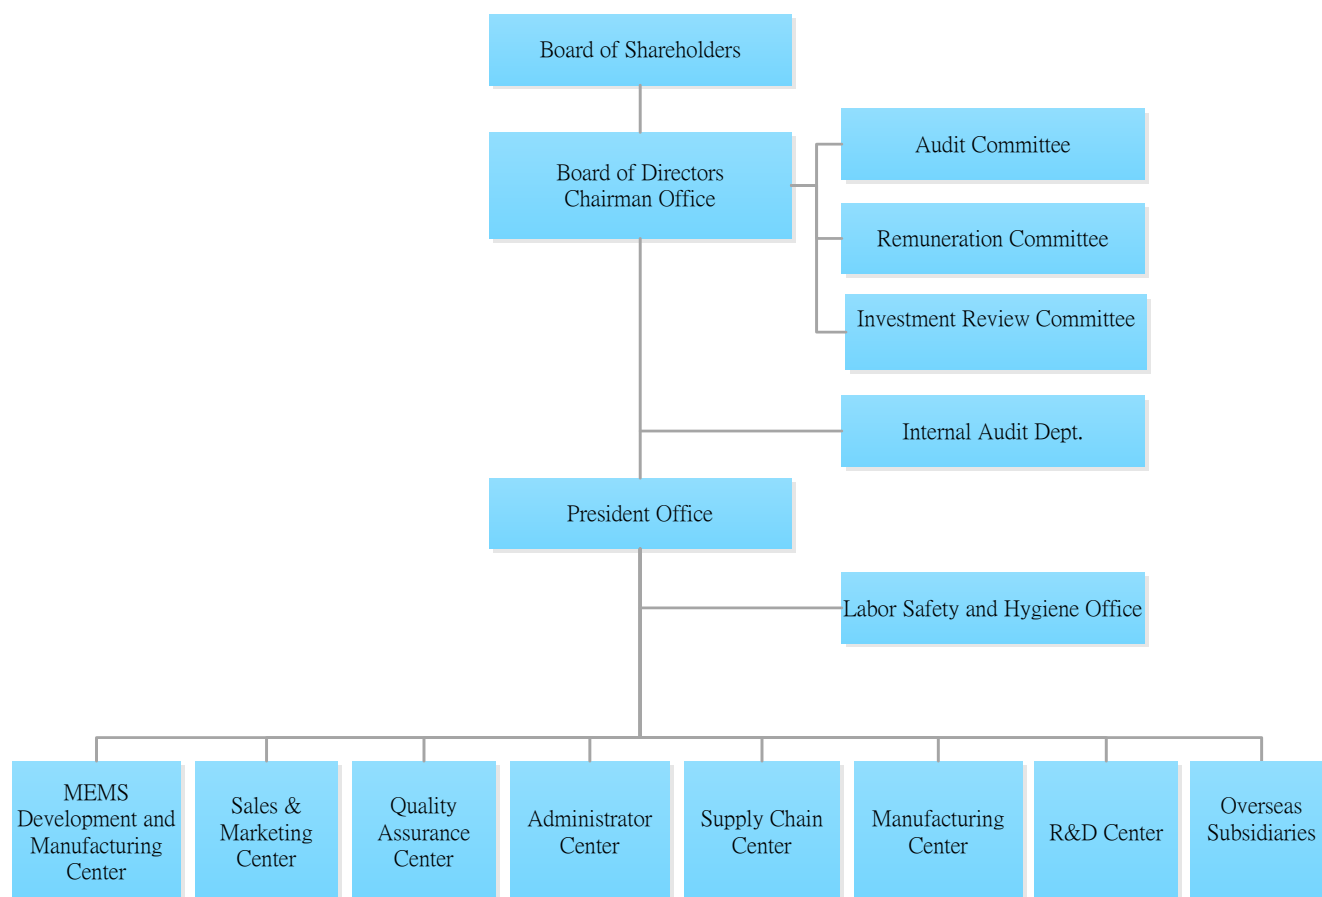 Board of Shareholders
Board of Directors
Chairman Office
Audit Committee
Remuneration Committee
Investment Review Committee
Internal Audit Dept.
President Office
Labor Safety and Hygiene Office
MEMS
Development and
Manufacturing
Center
Sales &
Marketing
Center
Quality
Assurance
Center
Administrator
Center
Supply Chain
Center
Manufacturing
Center
R&D Center
Overseas
Subsidiaries